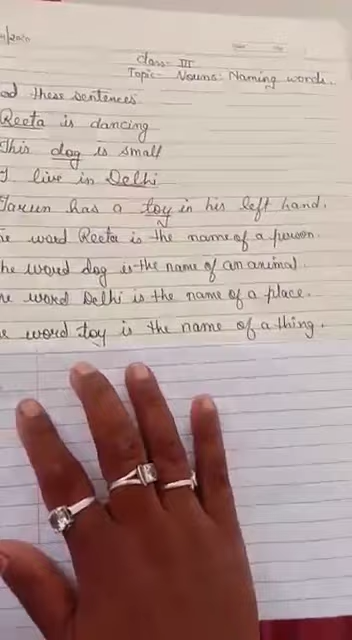 Class- III
Topic- Nouns: Naming words.
these sentences
Reeta is dancing
This dog is small
I live in Delhi
Tarun has a toy in his left hand.
word Reeta is the name of a person.
he word dog is the name of an animal.
word Delhi is the name of a place.
word toy is the name of a thing.